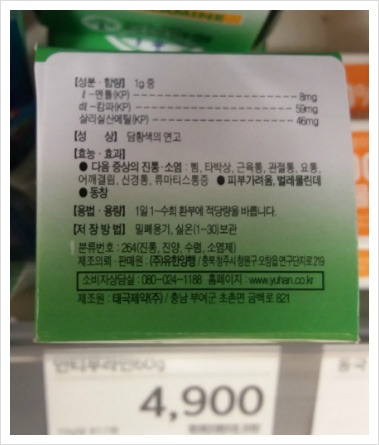 [성분·함량] 1g 중
ℓ-멘톨(KP) 8mg
dℓ-캄파(KP) 59mg
살리실산메틸(KP) 46mg
[성 상] 담황색의 연고
[효능·효과]
● 다음 증상의 진통·소염 : 삠, 타박상, 근육통, 관절통, 요통,
어깨결림, 신경통, 류마티스통증 ● 피부가려움, 벌레물린데
● 동창
[용법·용량] 1일 1~수회 환부에 적당량을 바릅니다.
[저장방법] 밀폐용기, 실온(1~30)보관
분류번호 : 264(진통, 진양, 수렴, 소염제)
제조의뢰·판매원 : (주)유한양행 / 충북 청주시 청원구 오창읍 연구단지로 219
소비자상담실 : 080-024-1188 홈페이지 : www.yuhan.co.kr
제조원 : 태극제약(주) / 충남 부여군 초촌면 금백로 821
안티푸라민60g
4,900